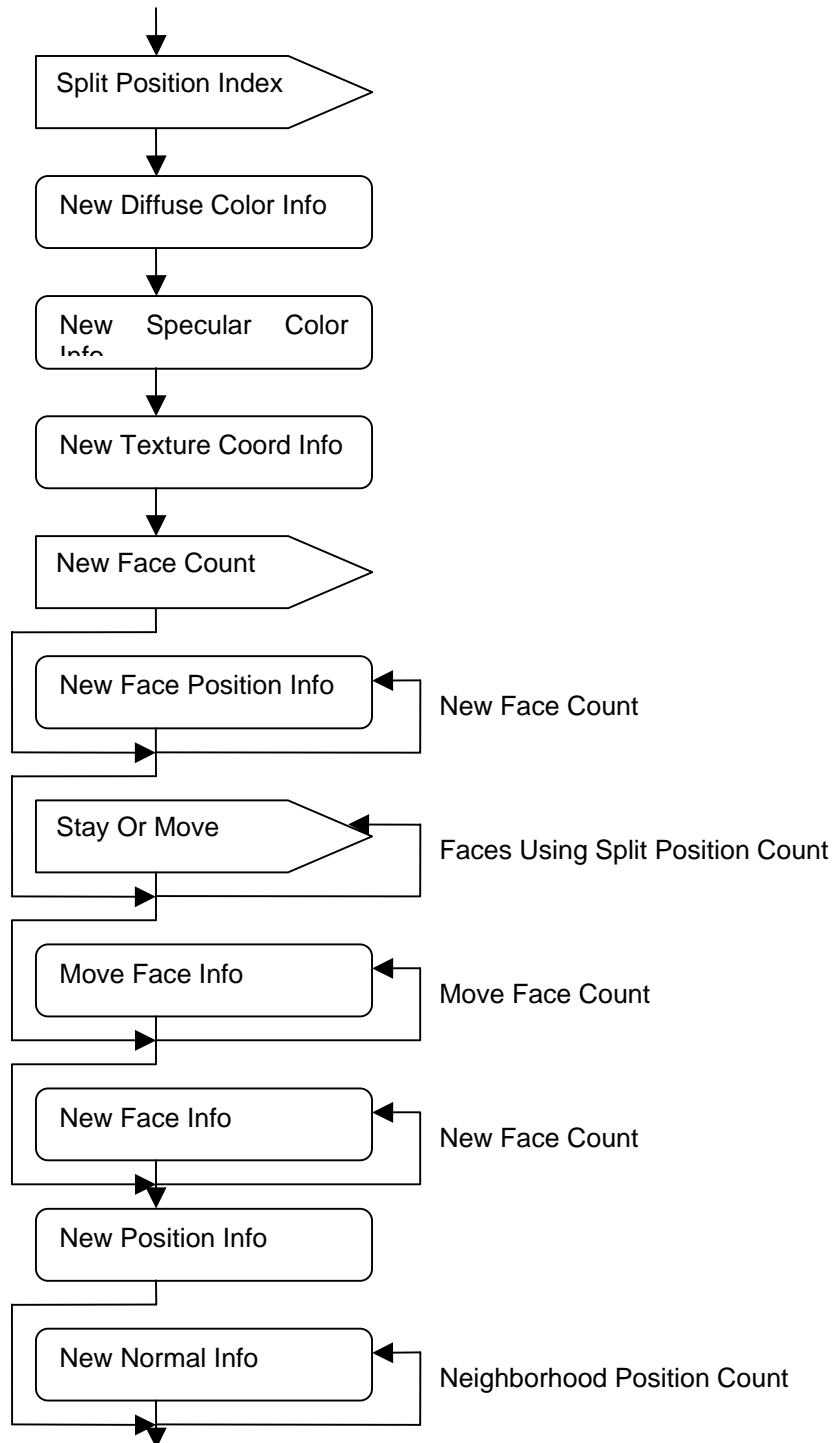 Split Position Index
New Diffuse Color Info
New Specular Color
Info
New Texture Coord Info
New Face Count
New Face Position Info
New Face Count
Stay Or Move
Faces Using Split Position Count
Move Face Info
Move Face Count
New Face Info
New Face Count
New Position Info
New Normal Info
Neighborhood Position Count